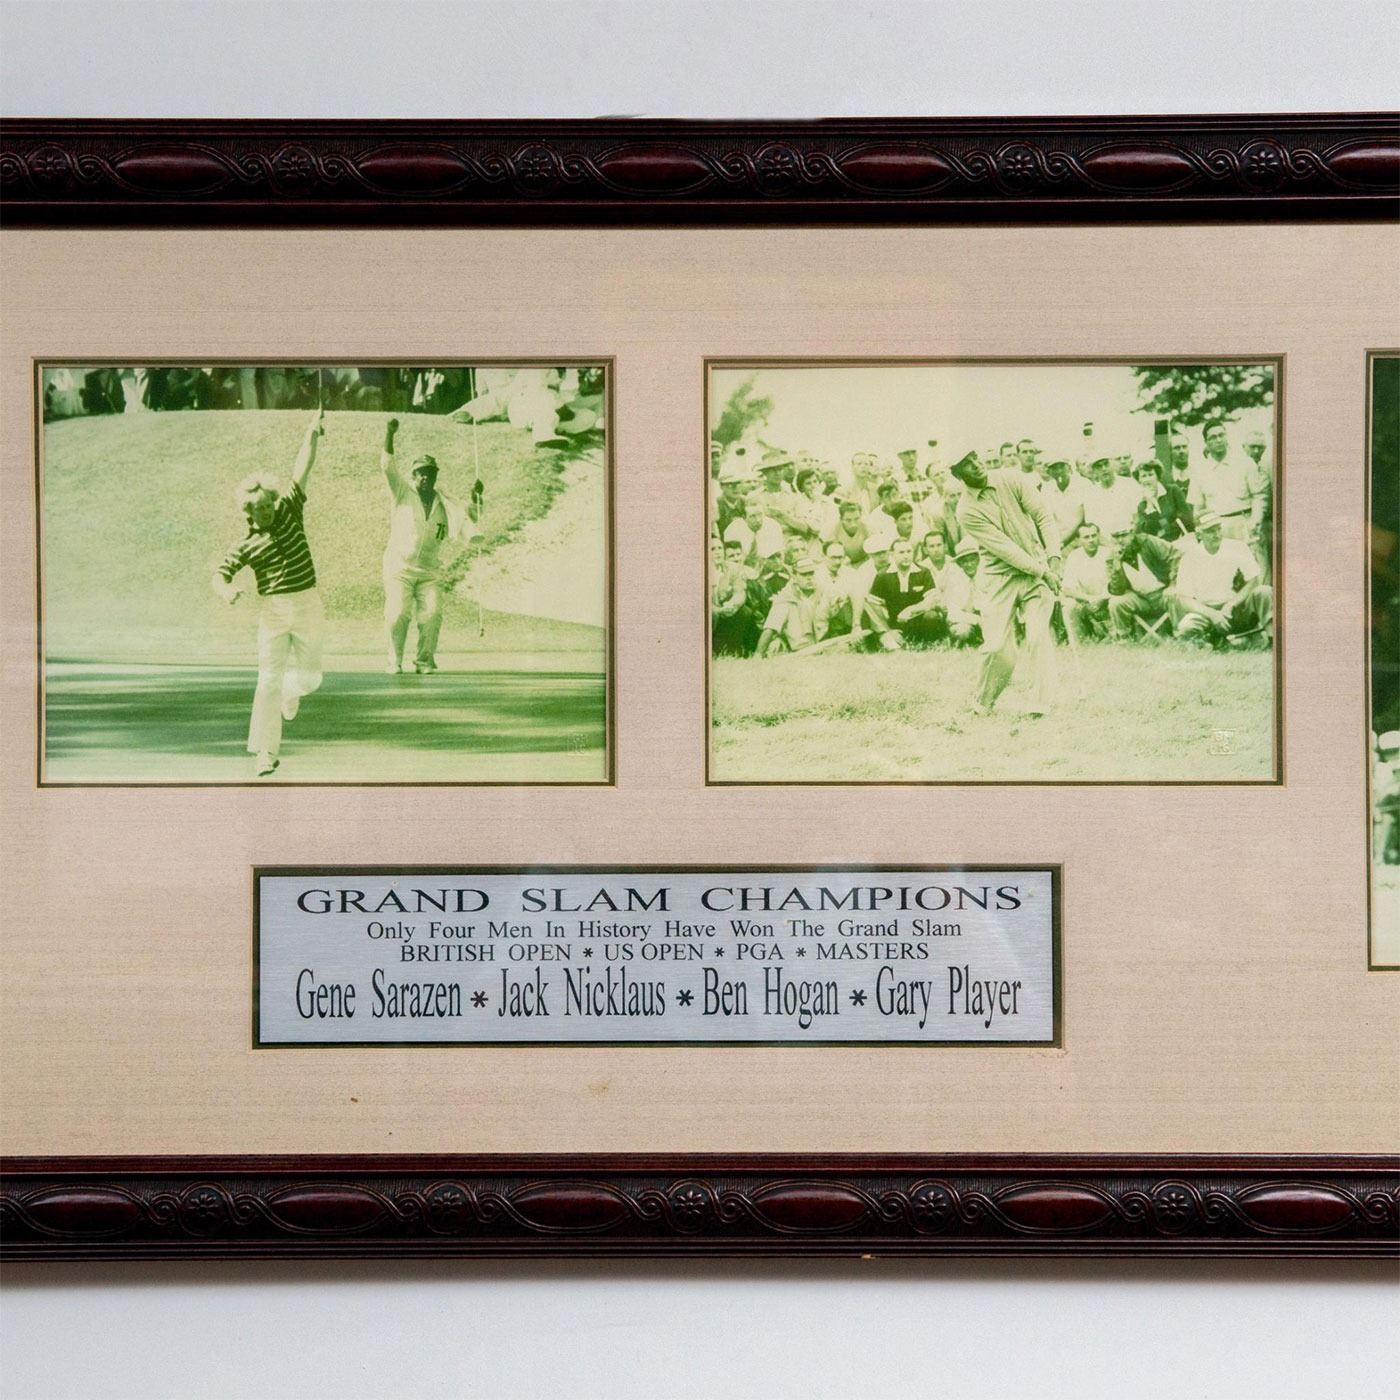 GRAND SLAM CHAMPIONS
Only Four Men In History Have Won The Grand Slam
BRITISH OPEN * US OPEN * PGA * MASTERS
Gene Sarazen * Jack Nicklaus * Ben Hogan * Gary Player